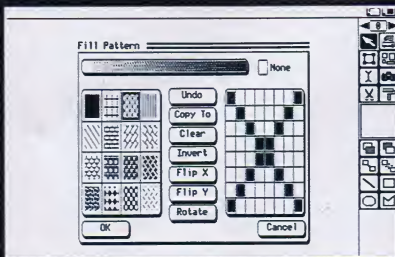 Fill Pattern
None
Undo
Copy To
Clear
Invert
Flip X
Flip Y
Rotate
OK
Cancel